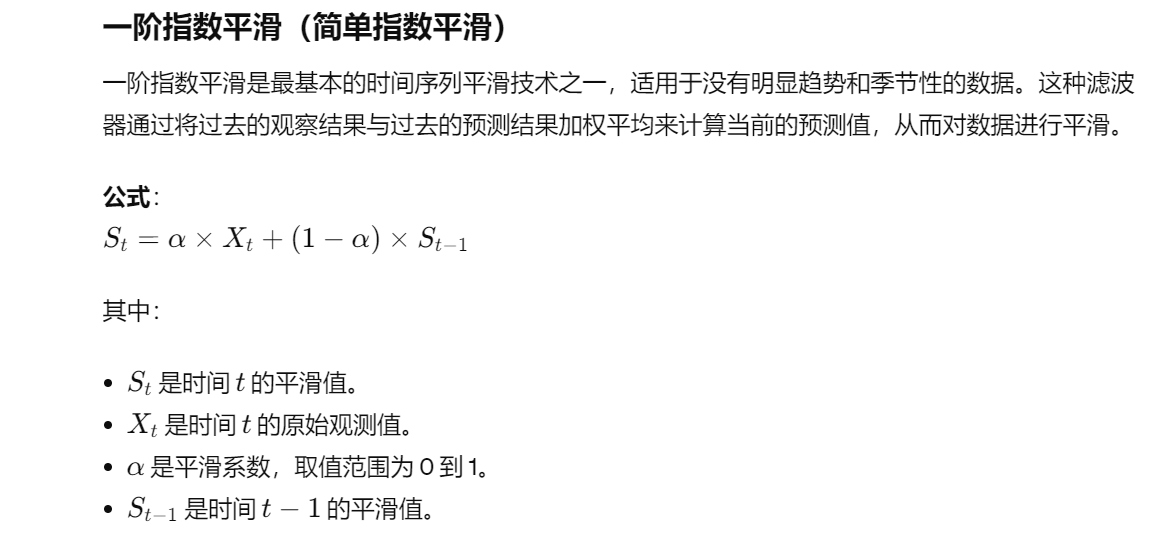 一阶指数平滑（简单指数平滑）
一阶指数平滑是最基本的时间序列平滑技术之一，适用于没有明显趋势和季节性的数据。这种滤波
器通过将过去的观察结果与过去的预测结果加权平均来计算当前的预测值，从而对数据进行平滑。
公式：
S_t = α × X_t + (1 − α) × S_{t−1}
其中：
• S_t 是时间 t 的平滑值。
• X_t 是时间 t 的原始观测值。
• α 是平滑系数，取值范围为 0 到 1。
• S_{t−1} 是时间 t − 1 的平滑值。